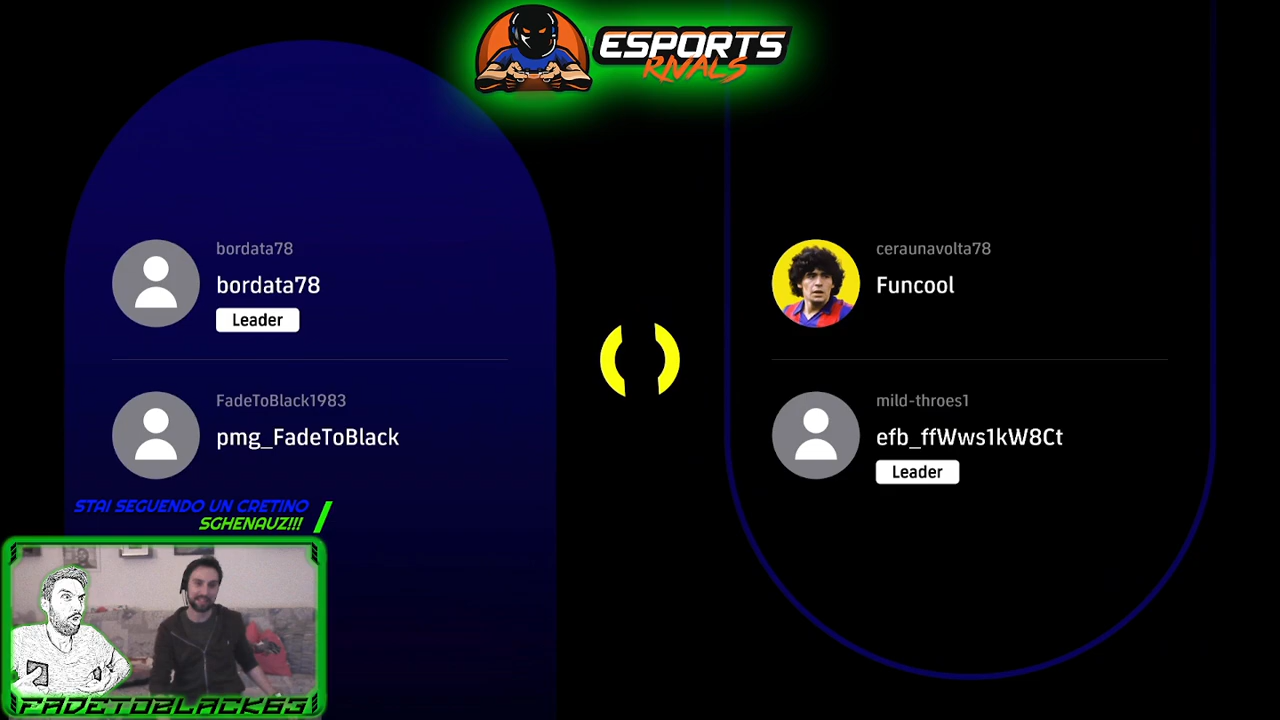 ESPORTS
RIVALS
bordata78
bordata78
Leader
FadeToBlack1983
pmg_FadeToBlack
ceraunavolta78
Funcool
mild-throes1
efb_ffWws1kW8Ct
Leader
STAI SEGUENDO UN CRETINO
SGHENAUZ!!!
FADETOBLACK83